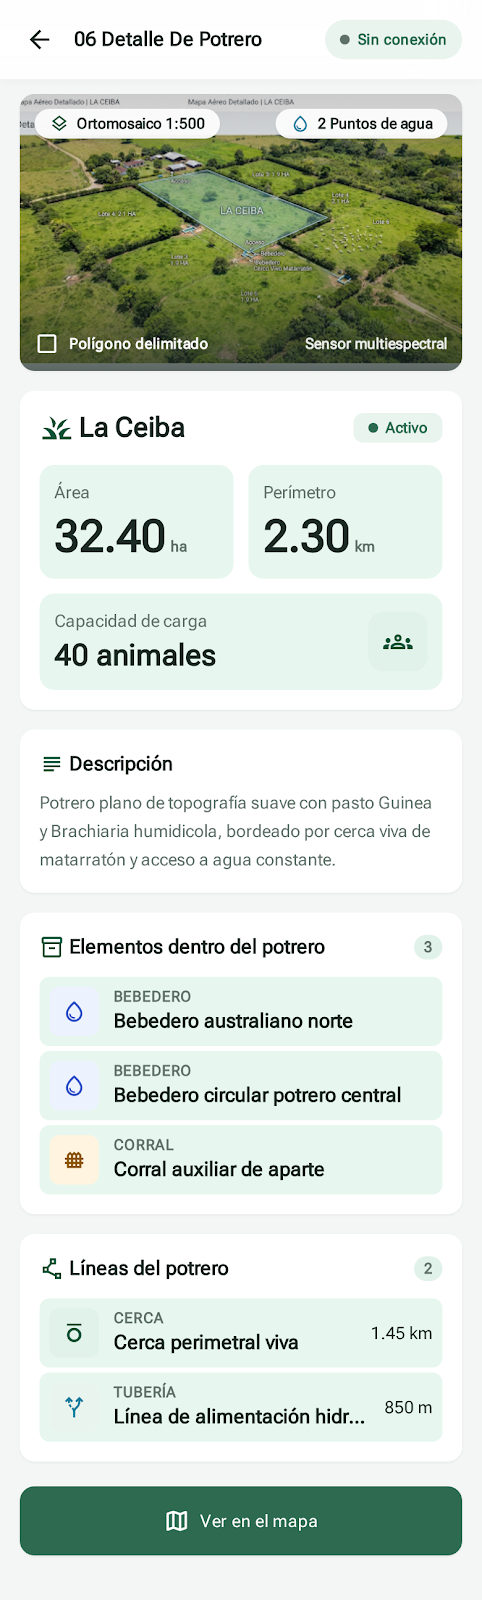 06 Detalle De Potrero
Sin conexión
Mapa Aéreo Detallado | LA CEIBA
Ortomosaico 1:500
2 Puntos de agua
LA CEIBA
Polígono delimitado
Sensor multiespectral
La Ceiba
Activo
Área
32.40 ha
Perímetro
2.30 km
Capacidad de carga
40 animales
Descripción
Potrero plano de topografía suave con pasto Guinea
y Brachiaria humidicola, bordeado por cerca viva de
matarratón y acceso a agua constante.
Elementos dentro del potrero
3
BEBEDERO
Bebedero australiano norte
BEBEDERO
Bebedero circular potrero central
CORRAL
Corral auxiliar de aparte
Líneas del potrero
2
CERCA
Cerca perimetral viva
1.45 km
TUBERÍA
Línea de alimentación hidr...
850 m
Ver en el mapa